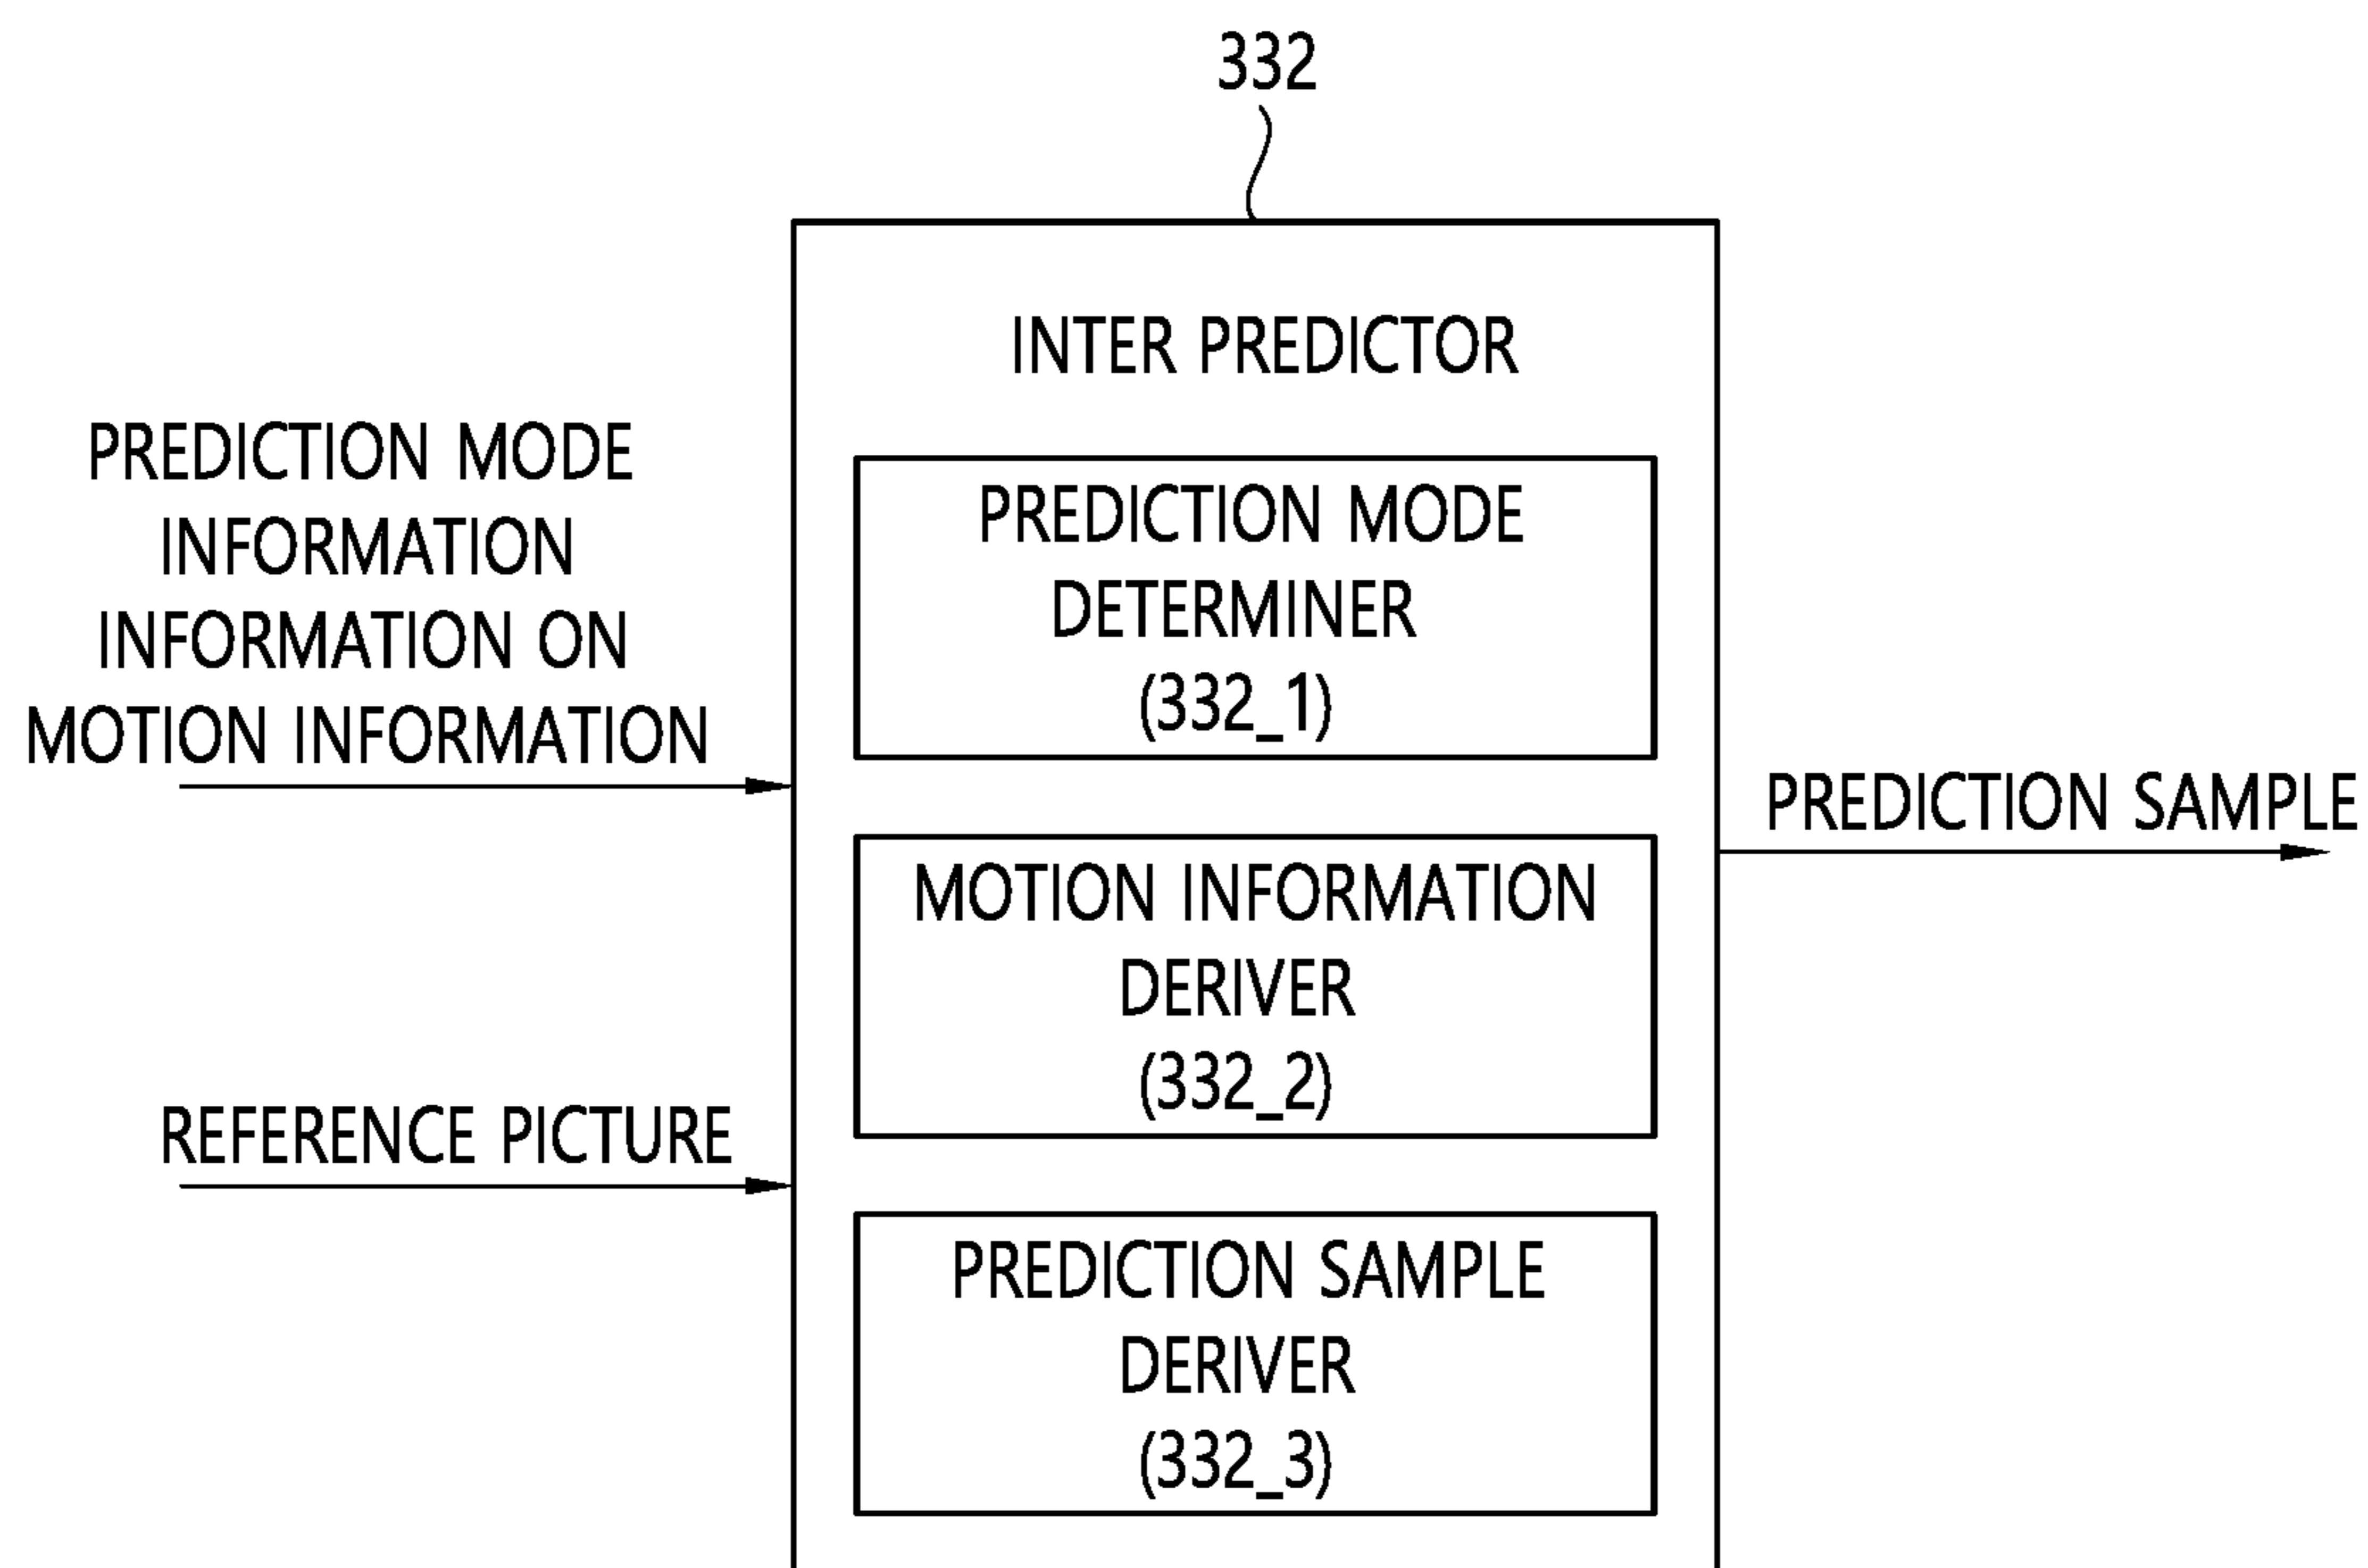 332
INTER PREDICTOR
PREDICTION MODE
INFORMATION
INFORMATION ON
MOTION INFORMATION
REFERENCE PICTURE
PREDICTION MODE
DETERMINER
(332_1)
MOTION INFORMATION
DERIVER
(332_2)
PREDICTION SAMPLE
DERIVER
(332_3)
PREDICTION SAMPLE